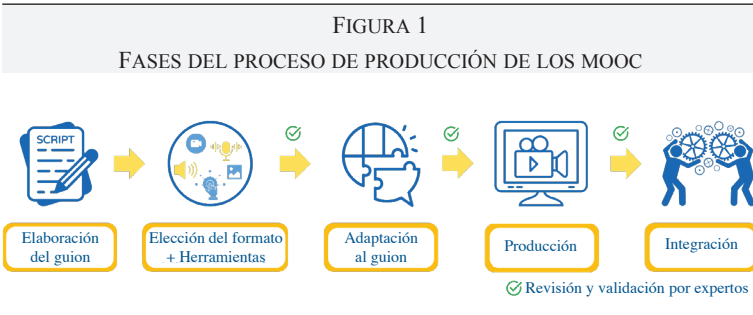 FIGURA 1
FASES DEL PROCESO DE PRODUCCIÓN DE LOS MOOC
SCRIPT
Elaboración
del guion
Elección del formato
+ Herramientas
Adaptación
al guion
Producción
Integración
Revisión y validación por expertos